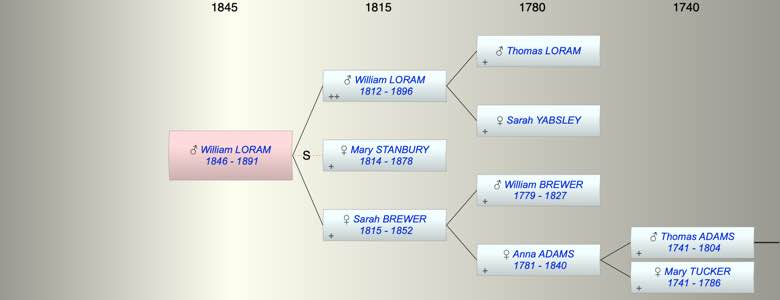 1845 1815 1780 1740
♂ Thomas LORAM
+
♂ William LORAM
1812 - 1896
++
♀ Sarah YABSLEY
+
♂ William LORAM
1846 - 1891
S
♀ Mary STANBURY
1814 - 1878
+
♂ William BREWER
1779 - 1827
+
♀ Sarah BREWER
1815 - 1852
+
♀ Anna ADAMS
1781 - 1840
+
♂ Thomas ADAMS
1741 - 1804
+
♀ Mary TUCKER
1741 - 1786
+